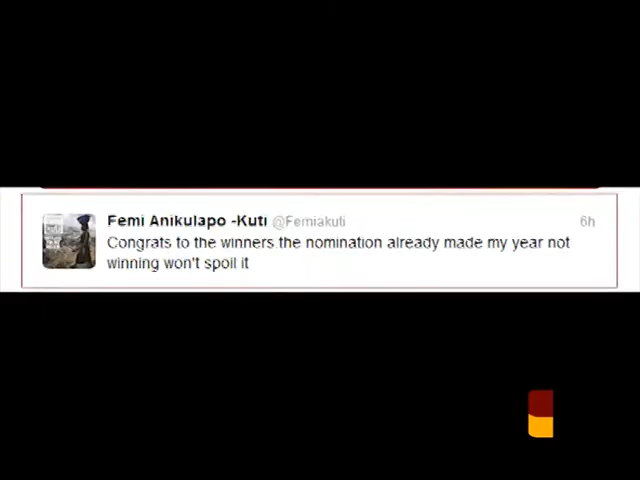 Femi Anikulapo -Kuti @Femiakuti 6h
Congrats to the winners.the nomination already made my year not
winning won't spoil it